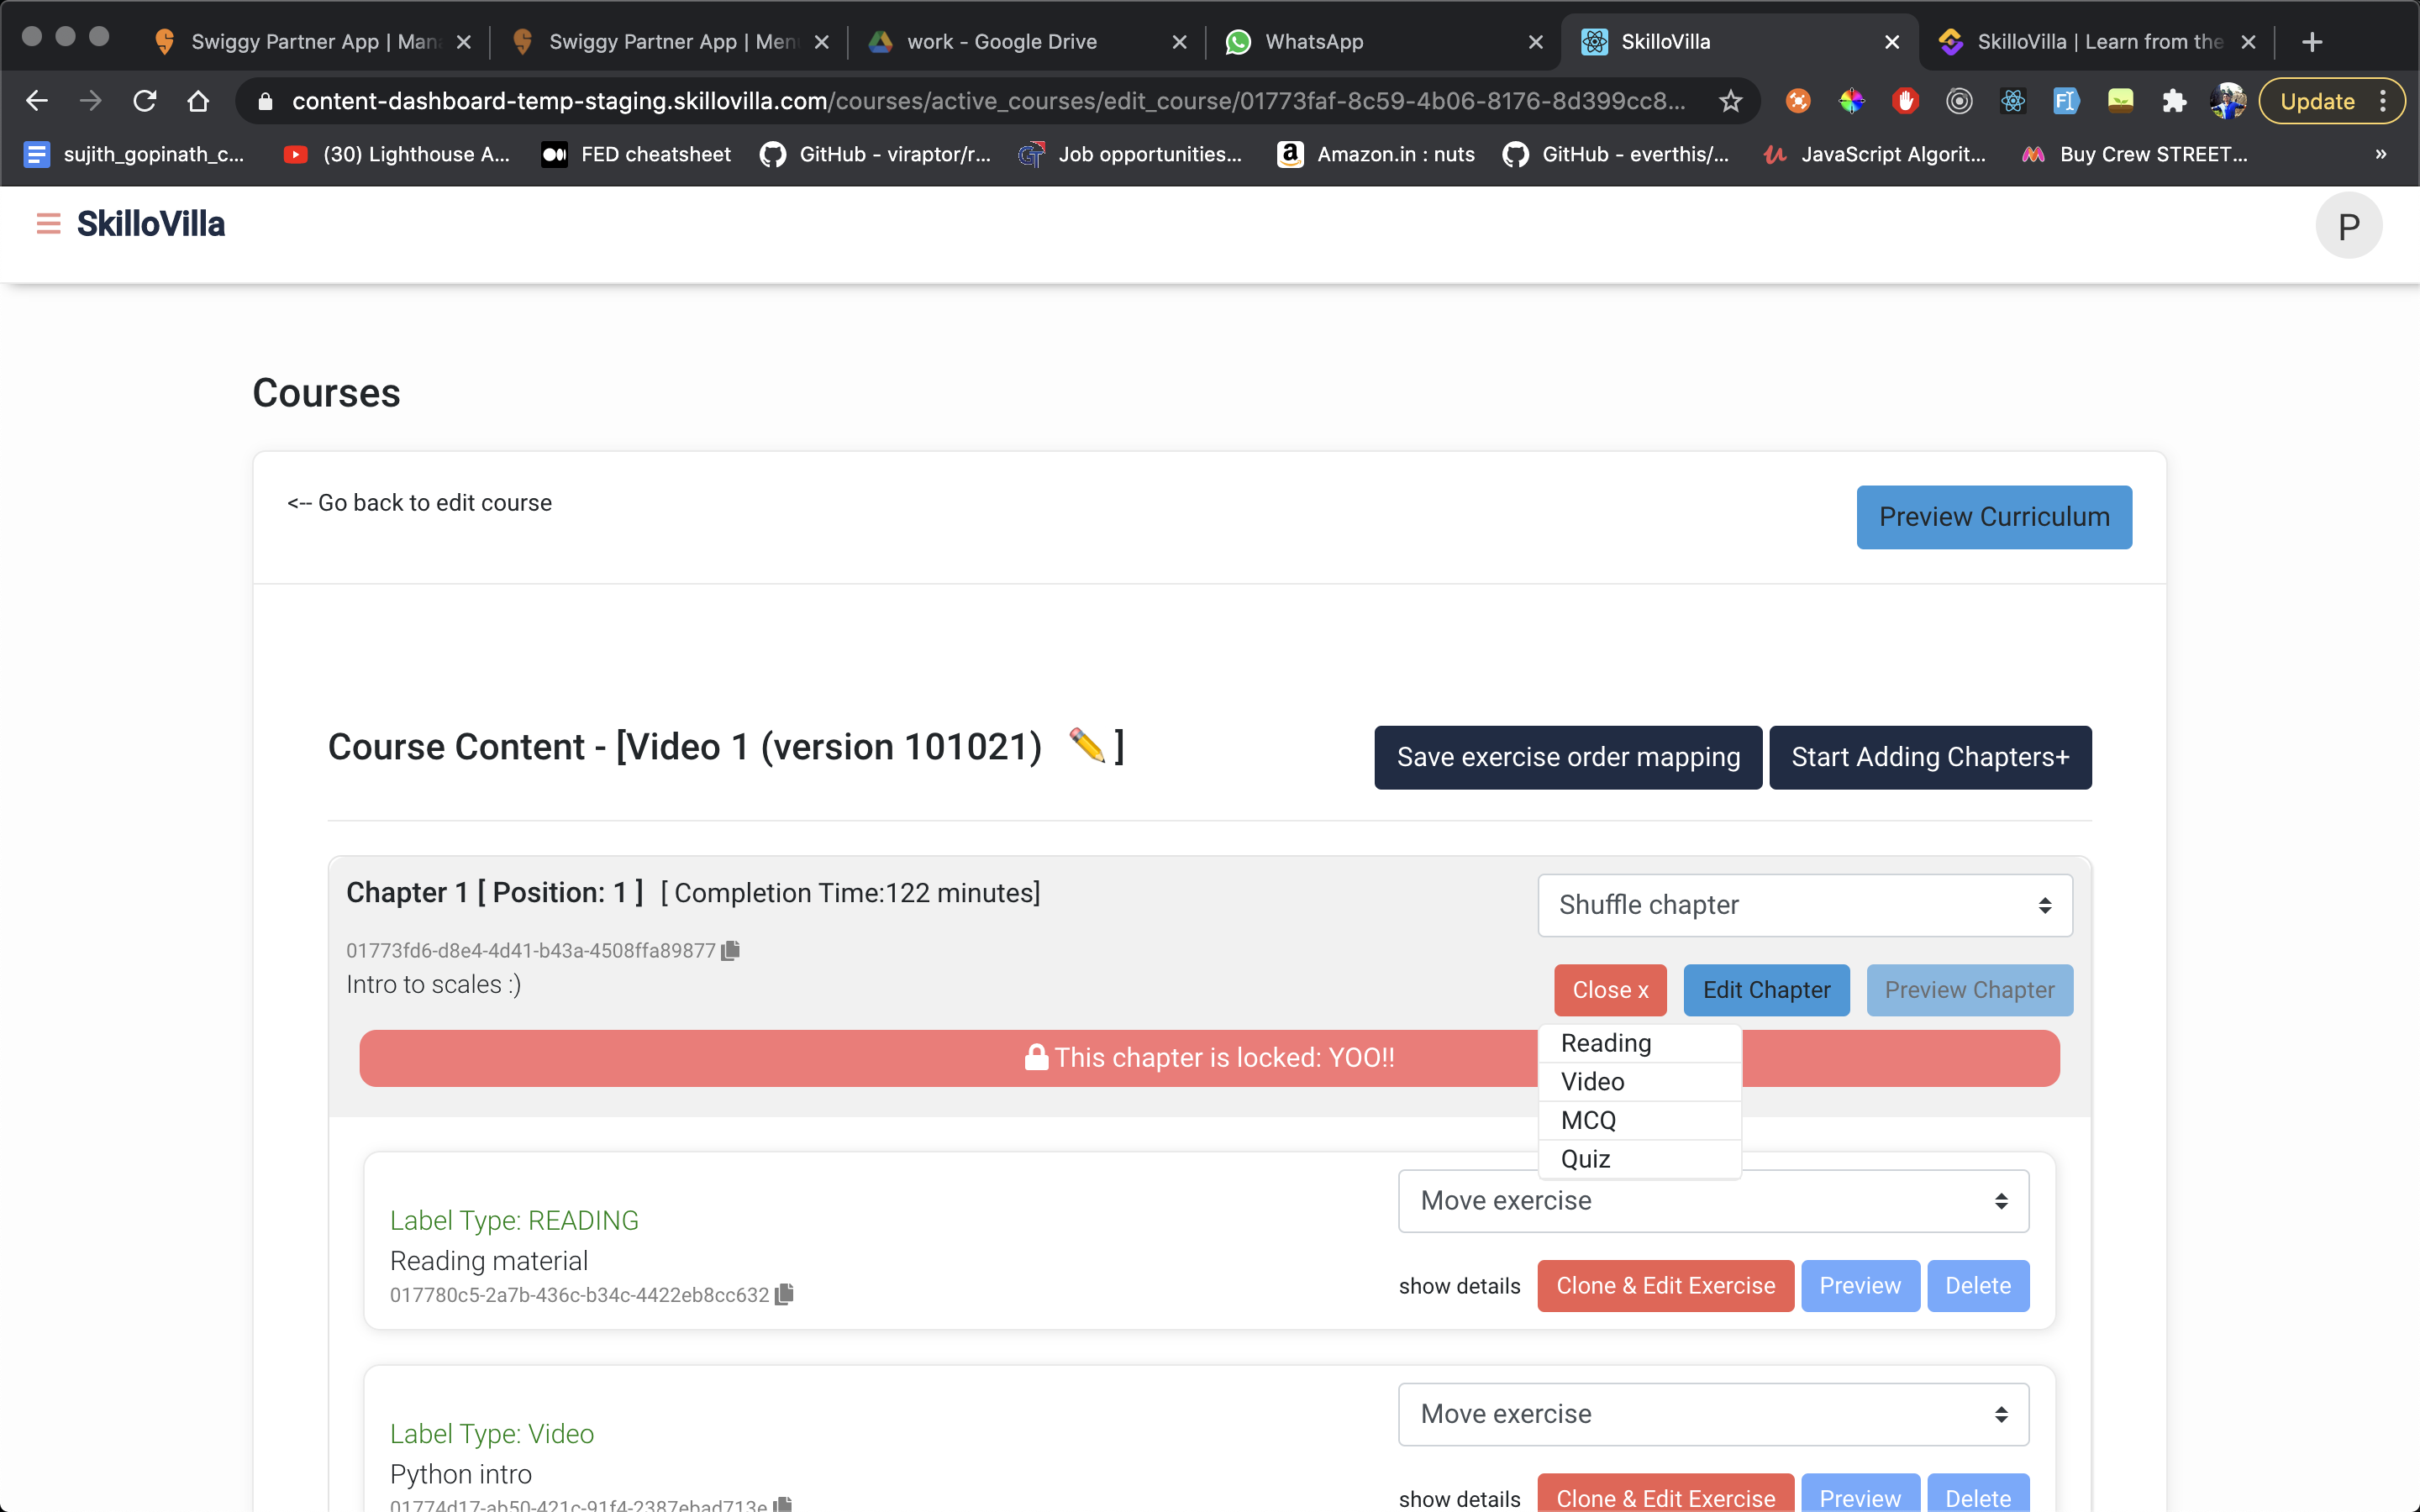 Swiggy Partner App | Man
Swiggy Partner App | Men
work - Google Drive
WhatsApp
SkilloVilla
SkilloVilla | Learn from the
content-dashboard-temp-staging.skillovilla.com/courses/active_courses/edit_course/01773faf-8c59-4b06-8176-8d399cc8...
Update
sujith_gopinath_c...
(30) Lighthouse A...
FED cheatsheet
GitHub - viraptor/r...
Job opportunities...
Amazon.in : nuts
GitHub - everthis/...
JavaScript Algorit...
Buy Crew STREET...
»
SkilloVilla
P
Courses
<-- Go back to edit course
Preview Curriculum
Course Content - [Video 1 (version 101021) ✏️ ]
Save exercise order mapping
Start Adding Chapters+
Chapter 1 [ Position: 1 ] [ Completion Time:122 minutes]
Shuffle chapter
01773fd6-d8e4-4d41-b43a-4508ffa89877
Intro to scales :)
Close x
Edit Chapter
Preview Chapter
This chapter is locked: YOO!!
Reading
Video
MCQ
Quiz
Move exercise
Label Type: READING
Reading material
017780c5-2a7b-436c-b34c-4422eb8cc632
show details
Clone & Edit Exercise
Preview
Delete
Move exercise
Label Type: Video
Python intro
01774d17-ab50-421c-91f4-2387ebad713e
show details
Clone & Edit Exercise
Preview
Delete